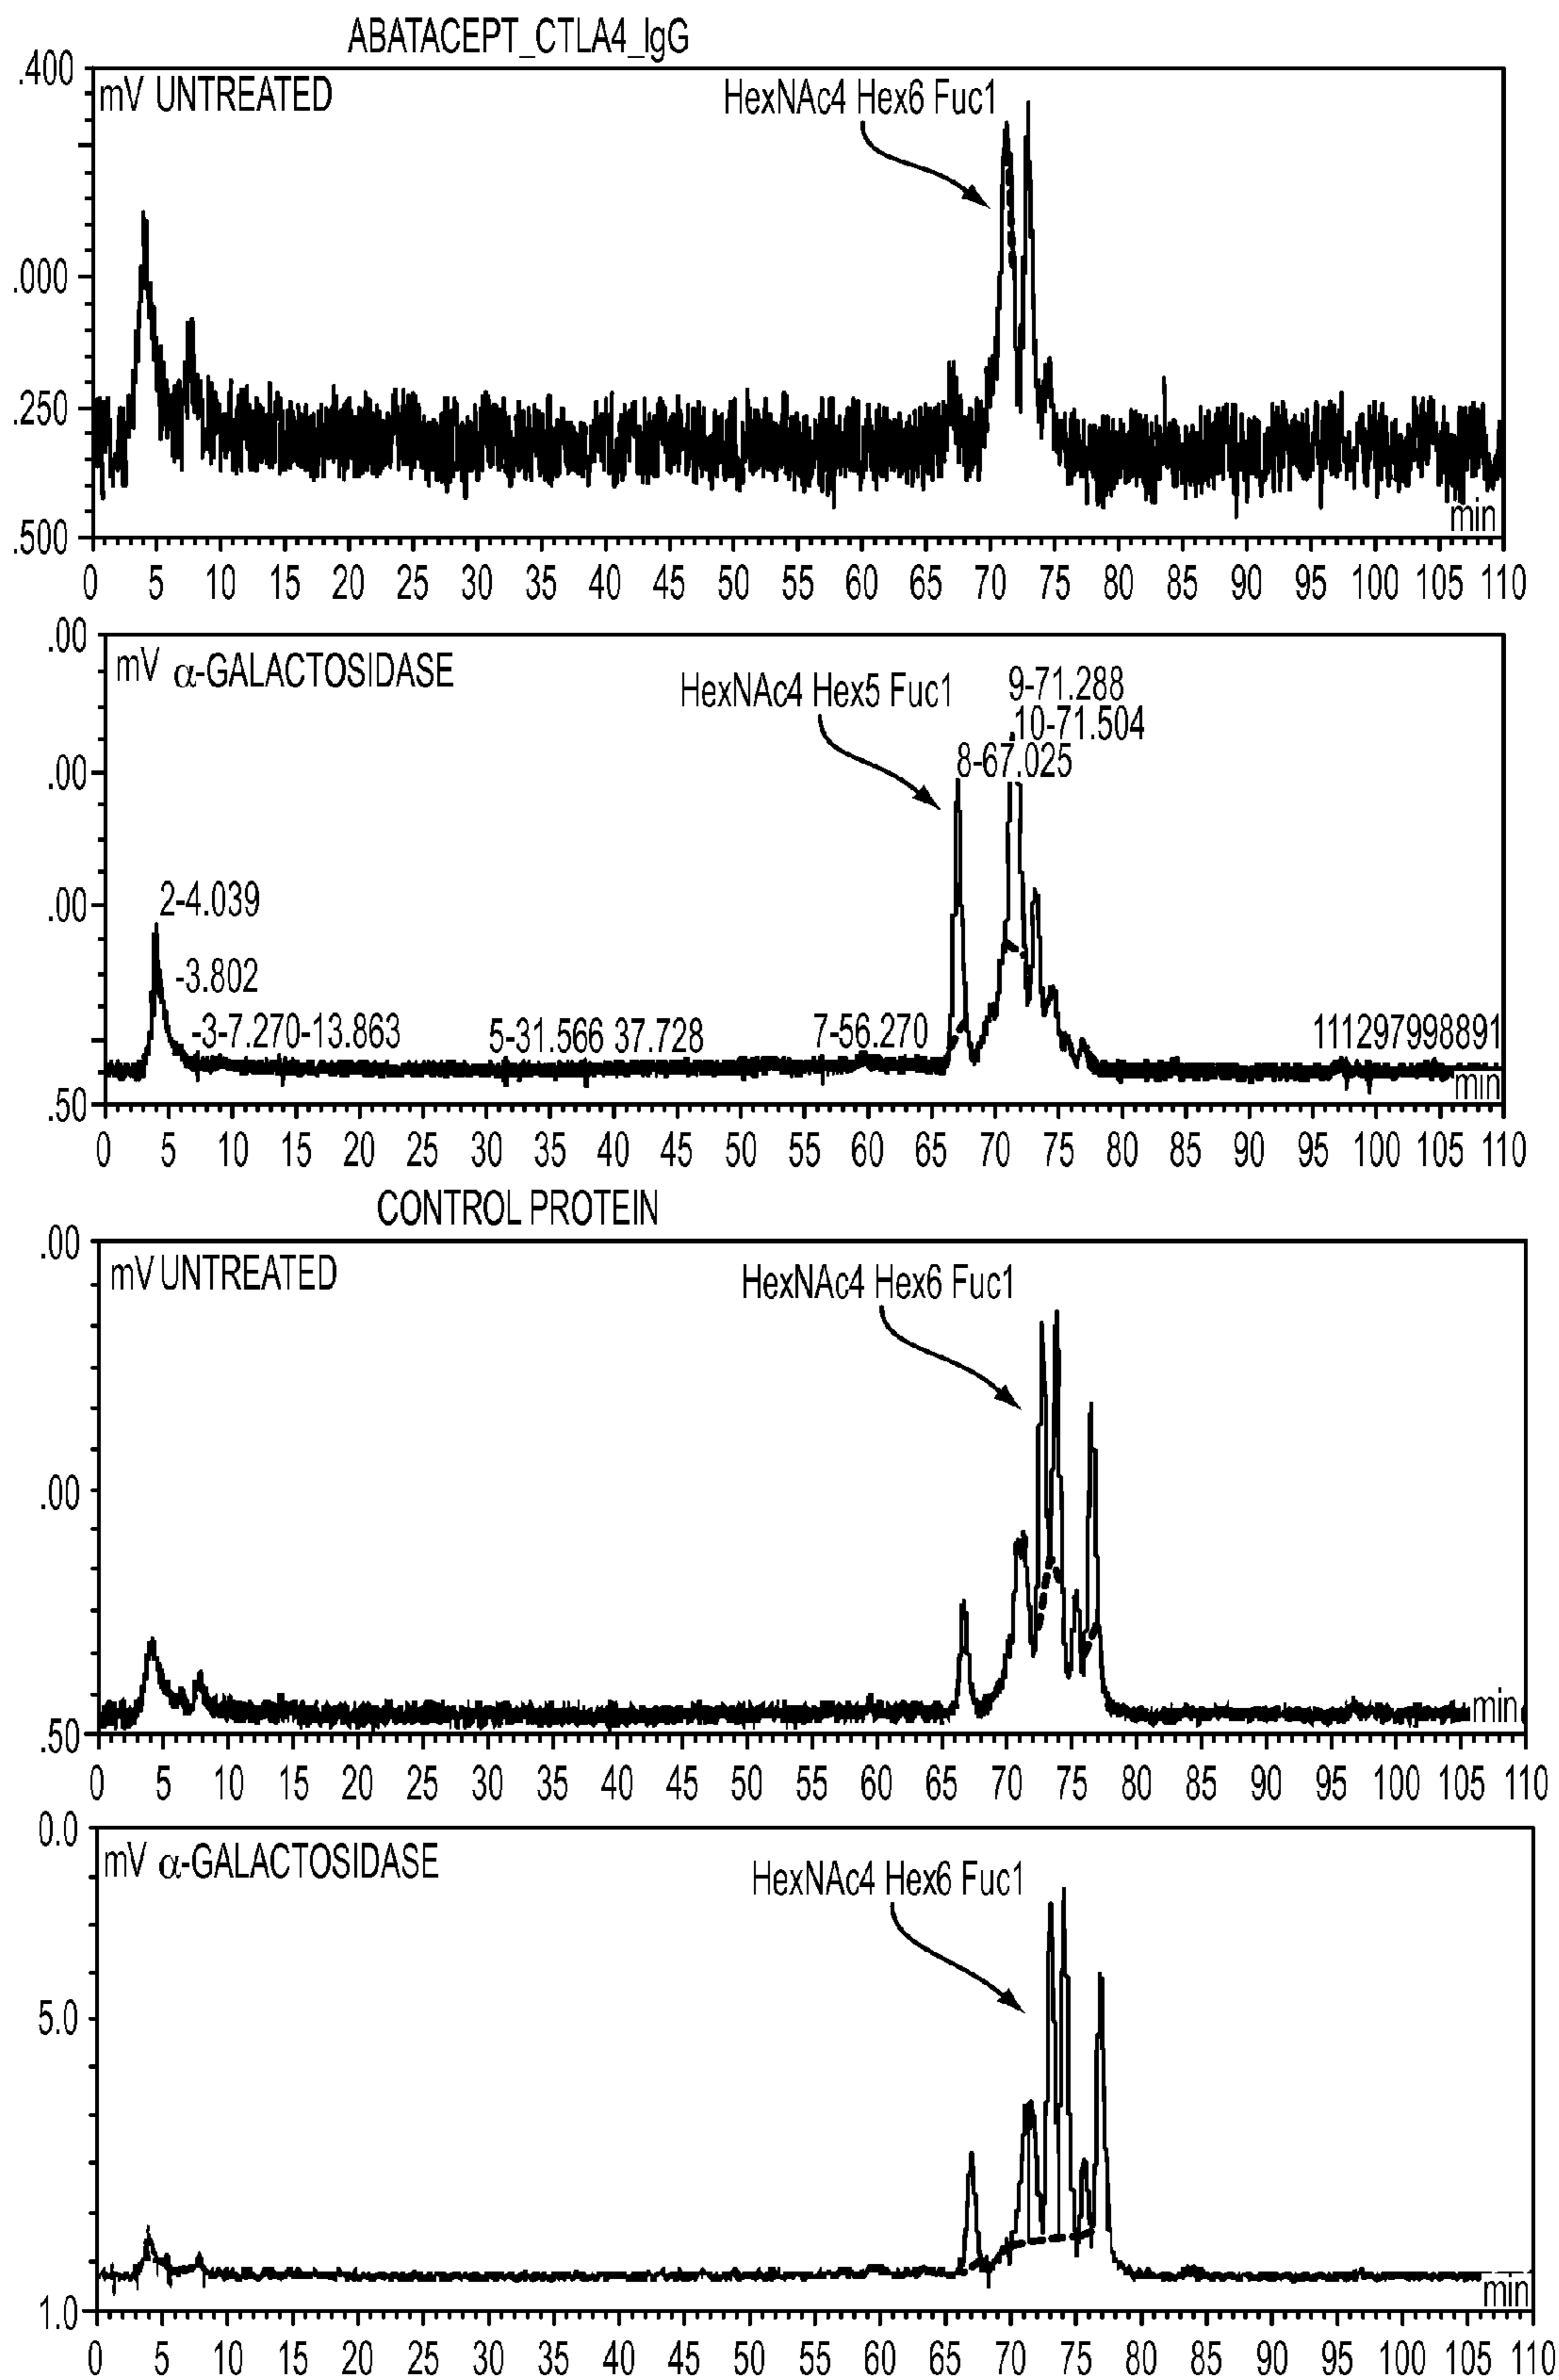 ABATACEPT_CTLA4_IgG
.400
mV UNTREATED
HexNAc4 Hex6 Fuc1
.000
.250
min
.500
0 5 10 15 20 25 30 35 40 45 50 55 60 65 70 75 80 85 90 95 100 105 110
.00
mV α-GALACTOSIDASE
HexNAc4 Hex5 Fuc1
9-71.288
10-71.504
8-67.025
.00
2-4.039
.00
-3.802
-3-7.270-13.863 5-31.566 37.728 7-56.270 111297998891
min
.50
0 5 10 15 20 25 30 35 40 45 50 55 60 65 70 75 80 85 90 95 100 105 110
CONTROL PROTEIN
.00
mV UNTREATED
HexNAc4 Hex6 Fuc1
.00
min
.50
0 5 10 15 20 25 30 35 40 45 50 55 60 65 70 75 80 85 90 95 100 105 110
0.0
mV α-GALACTOSIDASE
HexNAc4 Hex6 Fuc1
5.0
min
1.0
0 5 10 15 20 25 30 35 40 45 50 55 60 65 70 75 80 85 90 95 100 105 110